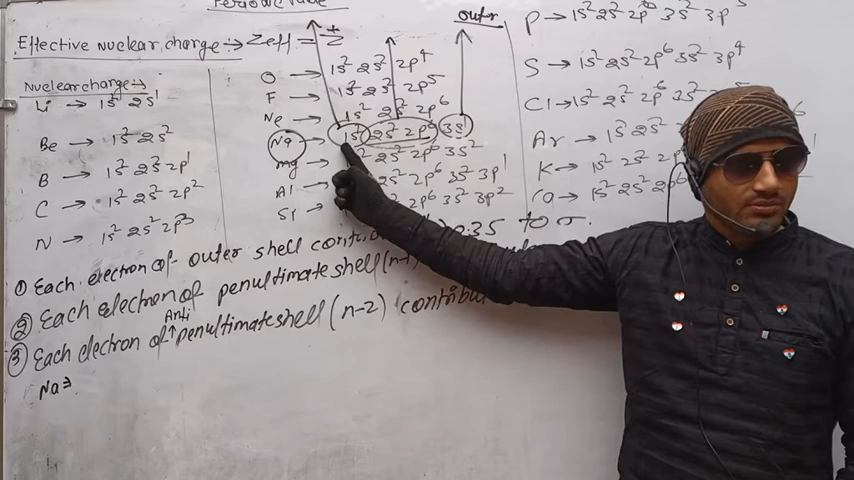 Periodic Table
Effective nuclear charge :→ Zeff = Z
Nuclear charge :→
Li → 1s² 2s¹
Be → 1s² 2s²
B → 1s² 2s² 2p¹
C → 1s² 2s² 2p²
N → 1s² 2s² 2p³
O → 1s² 2s² 2p⁴
F → 1s² 2s² 2p⁵
Ne → 1s² 2s² 2p⁶
Na → 1s² 2s² 2p⁶ 3s¹
Mg → 2s² 2p⁶ 3s²
Al → 2s² 2p⁶ 3s² 3p¹
Si → 2p⁶ 3s² 3p²
outer
P → 1s² 2s² 2p⁶ 3s² 3p³
S → 1s² 2s² 2p⁶ 3s² 3p⁴
Cl → 1s² 2s² 2p⁶ 3s²
Ar → 1s² 2s²
K → 1s² 2s² 2p
Ca → 1s² 2s² 2p⁶
① Each electron of outer shell 0.35 to σ.
② Each electron of penultimate shell (n-1)
③ Each electron of Anti penultimate shell (n-2)
Na ⇒